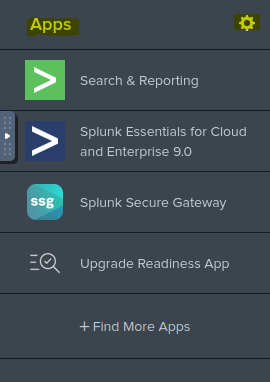 Apps
Search & Reporting
Splunk Essentials for Cloud
and Enterprise 9.0
ssg
Splunk Secure Gateway
Upgrade Readiness App
+ Find More Apps